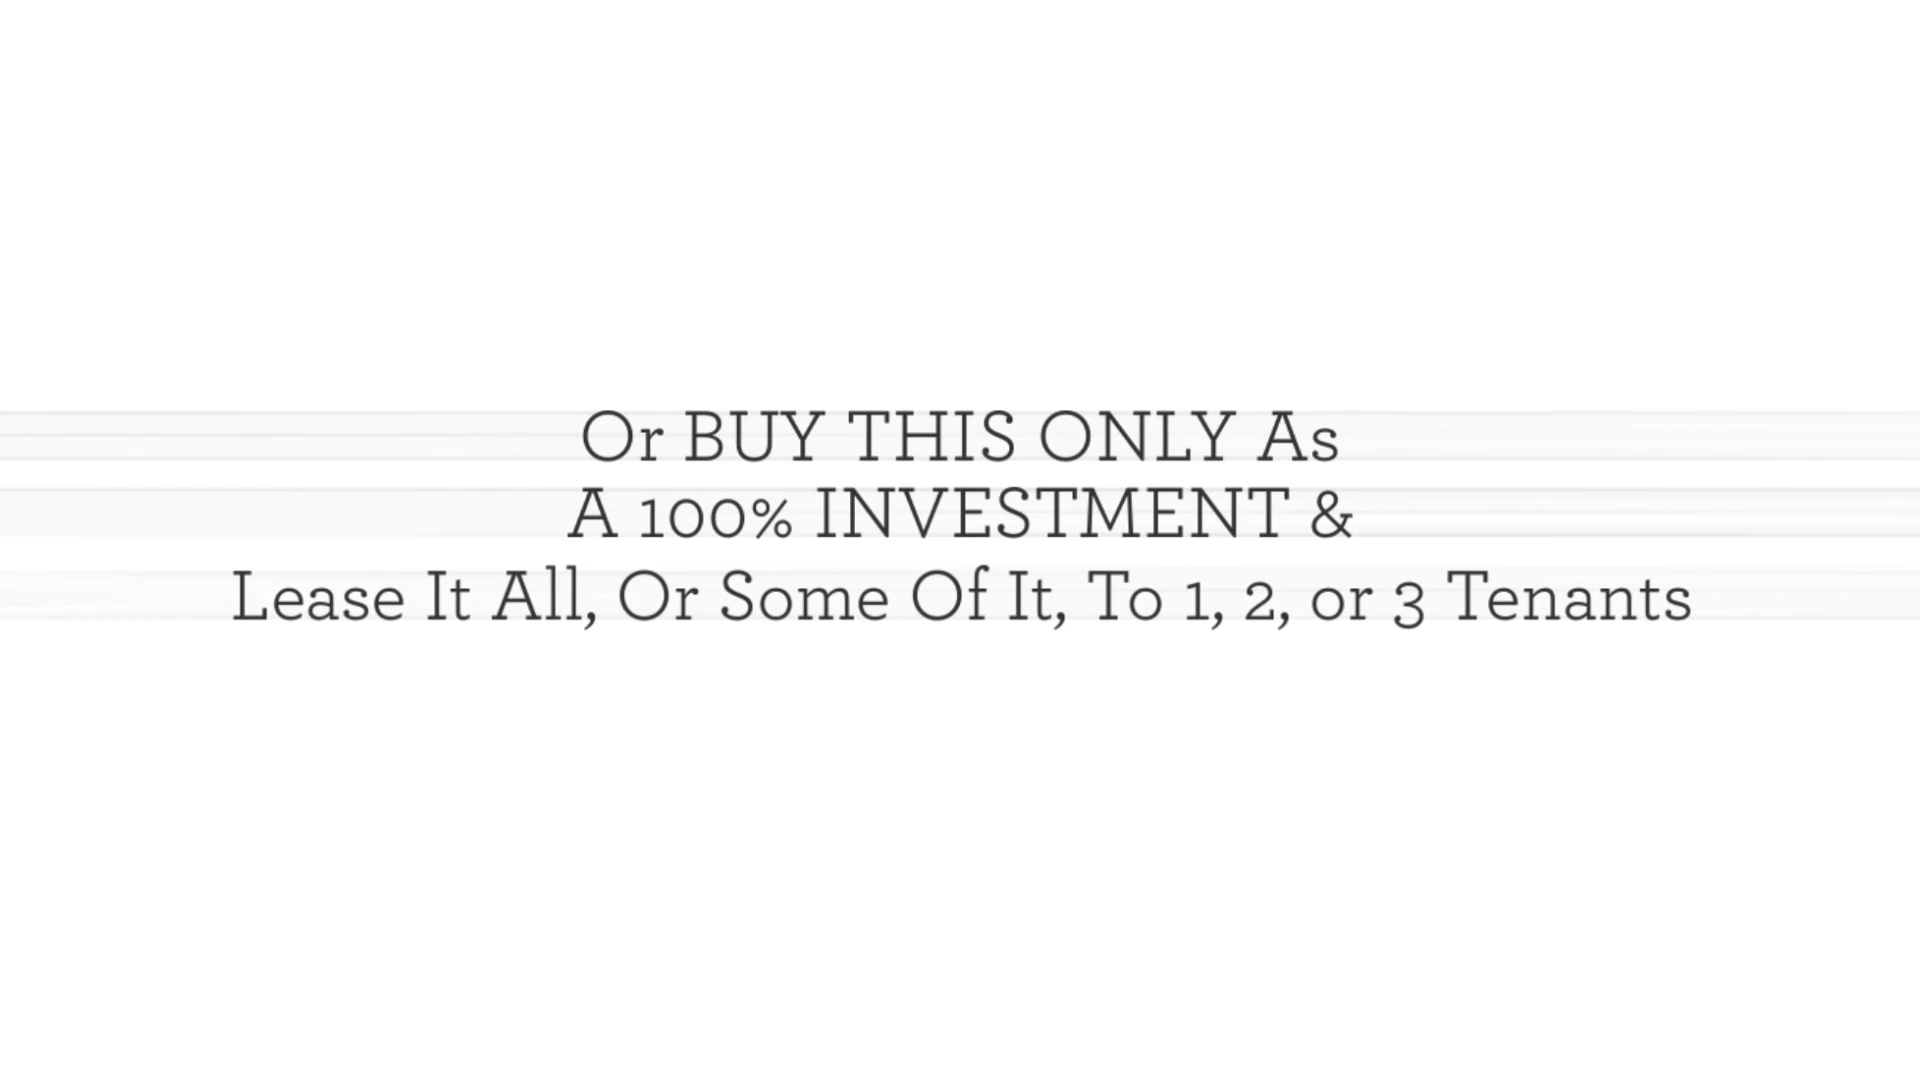 Or BUY THIS ONLY As
A 100% INVESTMENT &
Lease It All, Or Some Of It, To 1, 2, or 3 Tenants